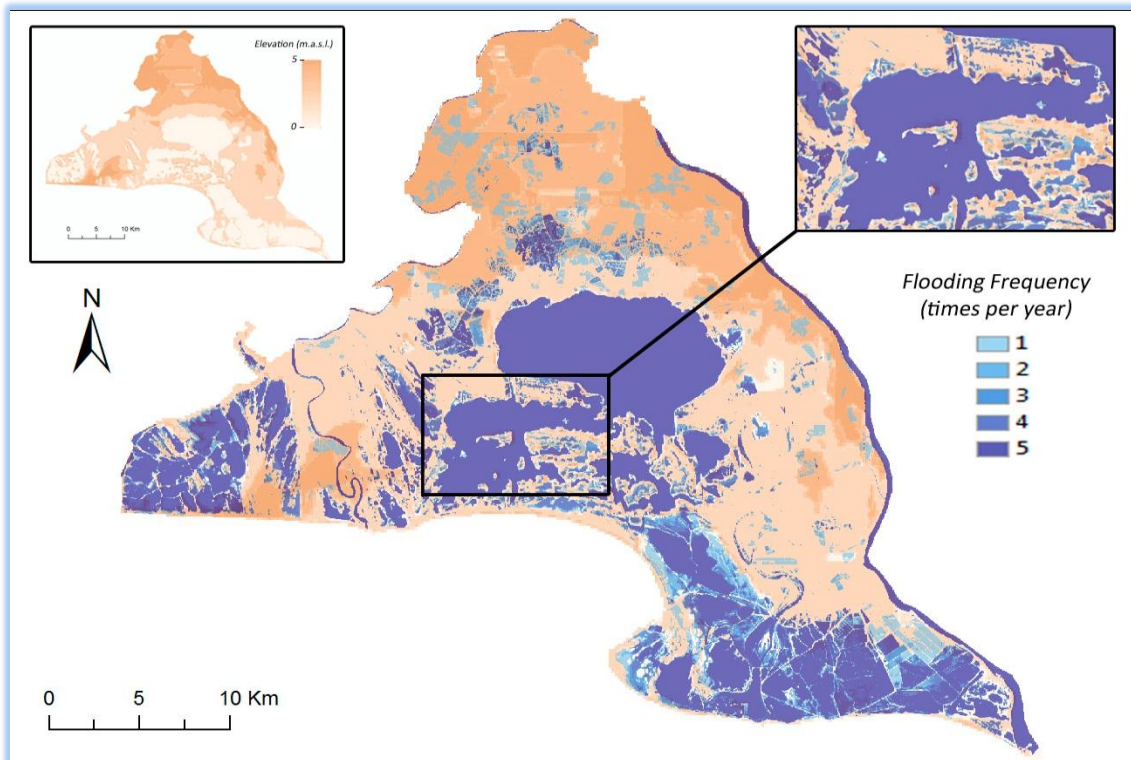 Elevation (m.a.s.l.)
5
0
0 5 10 Km
N
Flooding Frequency
(times per year)
1
2
3
4
5
0 5 10 Km